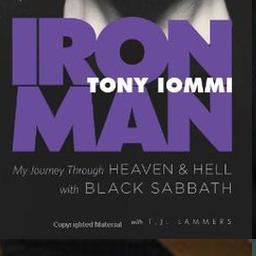 IRON
TONY IOMMI
MAN
My Journey Through HEAVEN & HELL
with BLACK SABBATH
Copyrighted Material
with T.J. LAMMERS